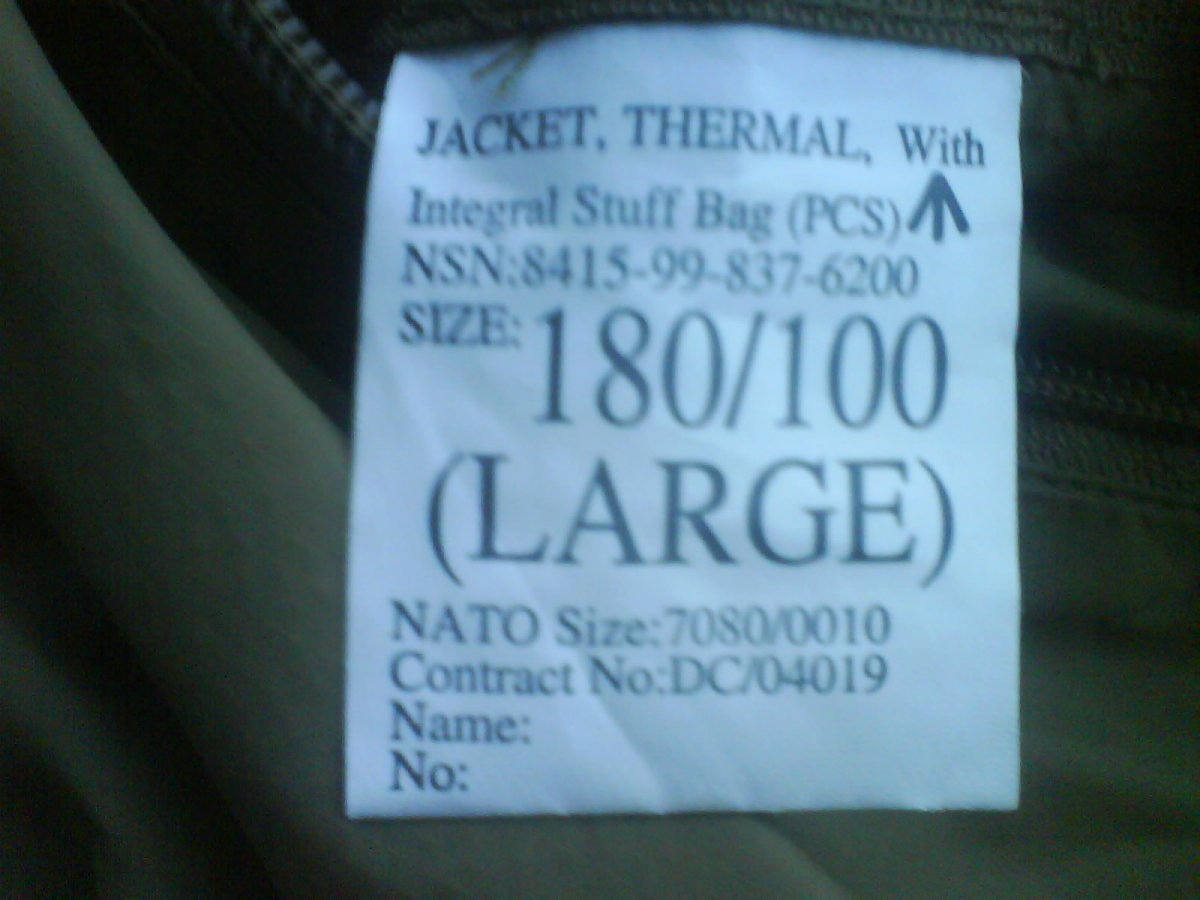 JACKET, THERMAL, With
Integral Stuff Bag (PCS)
NSN:8415-99-837-6200
SIZE: 180/100
(LARGE)
NATO Size:7080/0010
Contract No:DC/04019
Name:
No: